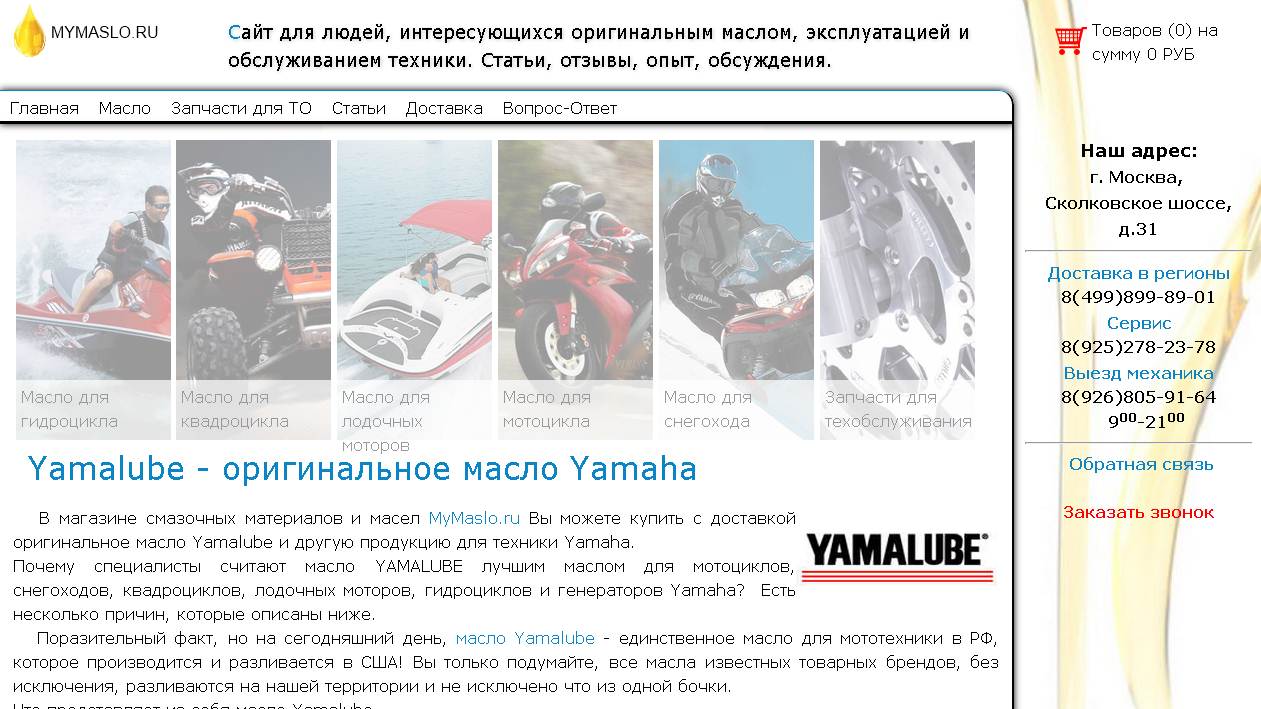 MYMASLO.RU
Сайт для людей, интересующихся оригинальным маслом, эксплуатацией и
обслуживанием техники. Статьи, отзывы, опыт, обсуждения.
Товаров (0) на
сумму 0 РУБ
Главная Масло Запчасти для ТО Статьи Доставка Вопрос-Ответ
Масло для
гидроцикла
Масло для
квадроцикла
Масло для
лодочных
моторов
Масло для
мотоцикла
Масло для
снегохода
Запчасти для
техобслуживания
Наш адрес:
г. Москва,
Сколковское шоссе,
д.31
Доставка в регионы
8(499)899-89-01
Сервис
8(925)278-23-78
Выезд механика
8(926)805-91-64
9⁰⁰-21⁰⁰
Обратная связь
Заказать звонок
Yamalube - оригинальное масло Yamaha
В магазине смазочных материалов и масел MyMaslo.ru Вы можете купить с доставкой
оригинальное масло Yamalube и другую продукцию для техники Yamaha.
YAMALUBE®
Почему специалисты считают масло YAMALUBE лучшим маслом для мотоциклов,
снегоходов, квадроциклов, лодочных моторов, гидроциклов и генераторов Yamaha? Есть
несколько причин, которые описаны ниже.
Поразительный факт, но на сегодняшний день, масло Yamalube - единственное масло для мототехники в РФ,
которое производится и разливается в США! Вы только подумайте, все масла известных товарных брендов, без
исключения, разливаются на нашей территории и не исключено что из одной бочки.
Что представляет из себя масло Yamalube